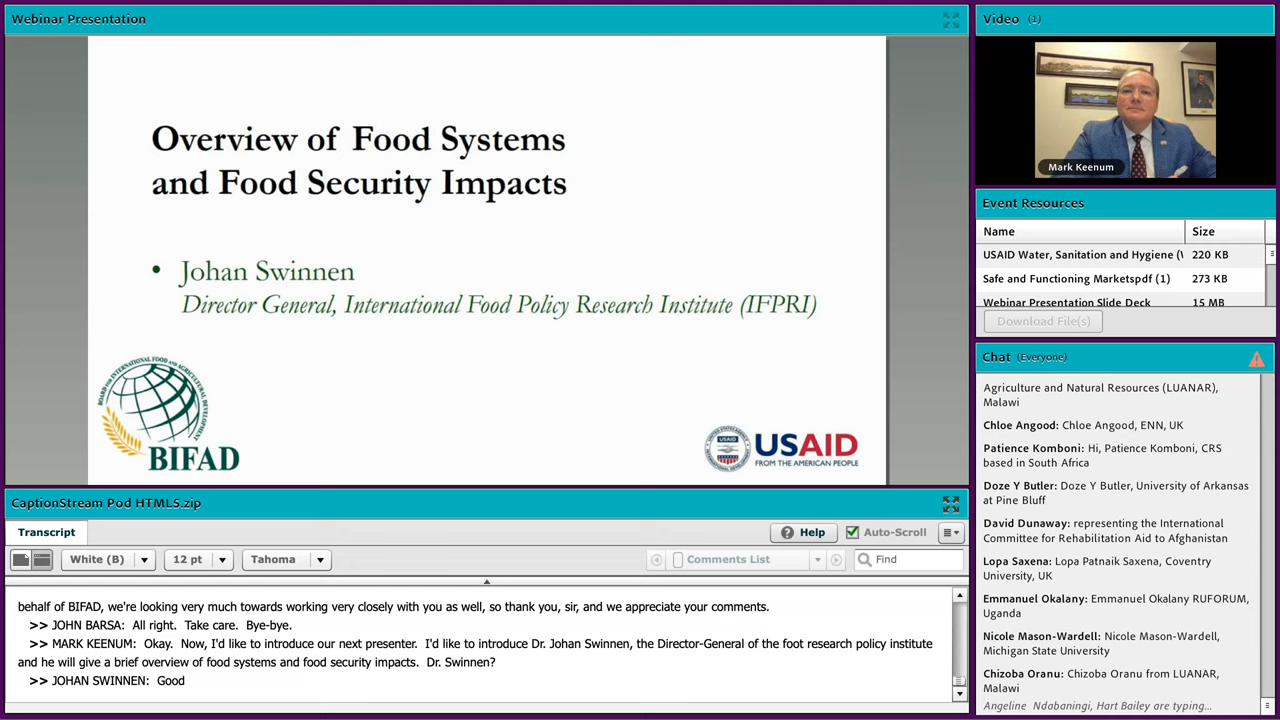 Webinar Presentation
Overview of Food Systems
and Food Security Impacts
• Johan Swinnen
Director General, International Food Policy Research Institute (IFPRI)
BOARD FOR INTERNATIONAL FOOD AND AGRICULTURAL DEVELOPMENT
BIFAD
USAID
USAID
FROM THE AMERICAN PEOPLE
CaptionStream Pod HTML5.zip
Transcript
Help
Auto-Scroll
White (B)
12 pt
Tahoma
Comments List
Find
behalf of BIFAD, we're looking very much towards working very closely with you as well, so thank you, sir, and we appreciate your comments.
>> JOHN BARSA: All right. Take care. Bye-bye.
>> MARK KEENUM: Okay. Now, I'd like to introduce our next presenter. I'd like to introduce Dr. Johan Swinnen, the Director-General of the foot research policy institute
and he will give a brief overview of food systems and food security impacts. Dr. Swinnen?
>> JOHAN SWINNEN: Good
Video (1)
Mark Keenum
Event Resources
Name Size
USAID Water, Sanitation and Hygiene (\ 220 KB
Safe and Functioning Marketspdf (1) 273 KB
Webinar Presentation Slide Deck 15 MB
Download File(s)
Chat (Everyone)
Agriculture and Natural Resources (LUANAR),
Malawi
Chloe Angood: Chloe Angood, ENN, UK
Patience Komboni: Hi, Patience Komboni, CRS
based in South Africa
Doze Y Butler: Doze Y Butler, University of Arkansas
at Pine Bluff
David Dunaway: representing the International
Committee for Rehabilitation Aid to Afghanistan
Lopa Saxena: Lopa Patnaik Saxena, Coventry
University, UK
Emmanuel Okalany: Emmanuel Okalany RUFORUM,
Uganda
Nicole Mason-Wardell: Nicole Mason-Wardell,
Michigan State University
Chizoba Oranu: Chizoba Oranu from LUANAR,
Malawi
Angeline Ndabaningi, Hart Bailey are typing...